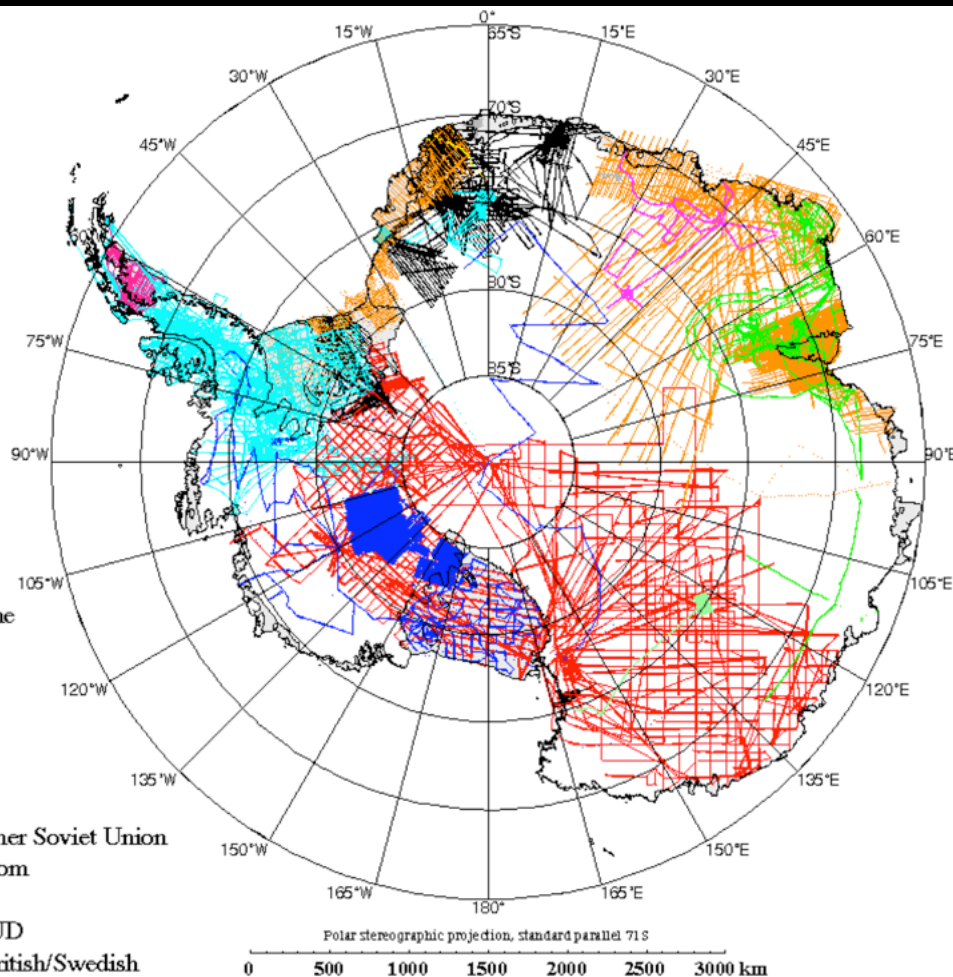 0°
15°W 65°S 15°E
30°W 30°E
70°S
45°W 45°E
60°E
80°S
75°W 75°E
85°S
90°W 90°E
105°W 105°E
120°W 120°E
135°W 135°E
her Soviet Union
150°W 150°E
om
165°W 165°E
180°
UD
Polar stereographic projection, standard parallel 71 S
ritish/Swedish
0 500 1000 1500 2000 2500 3000 km